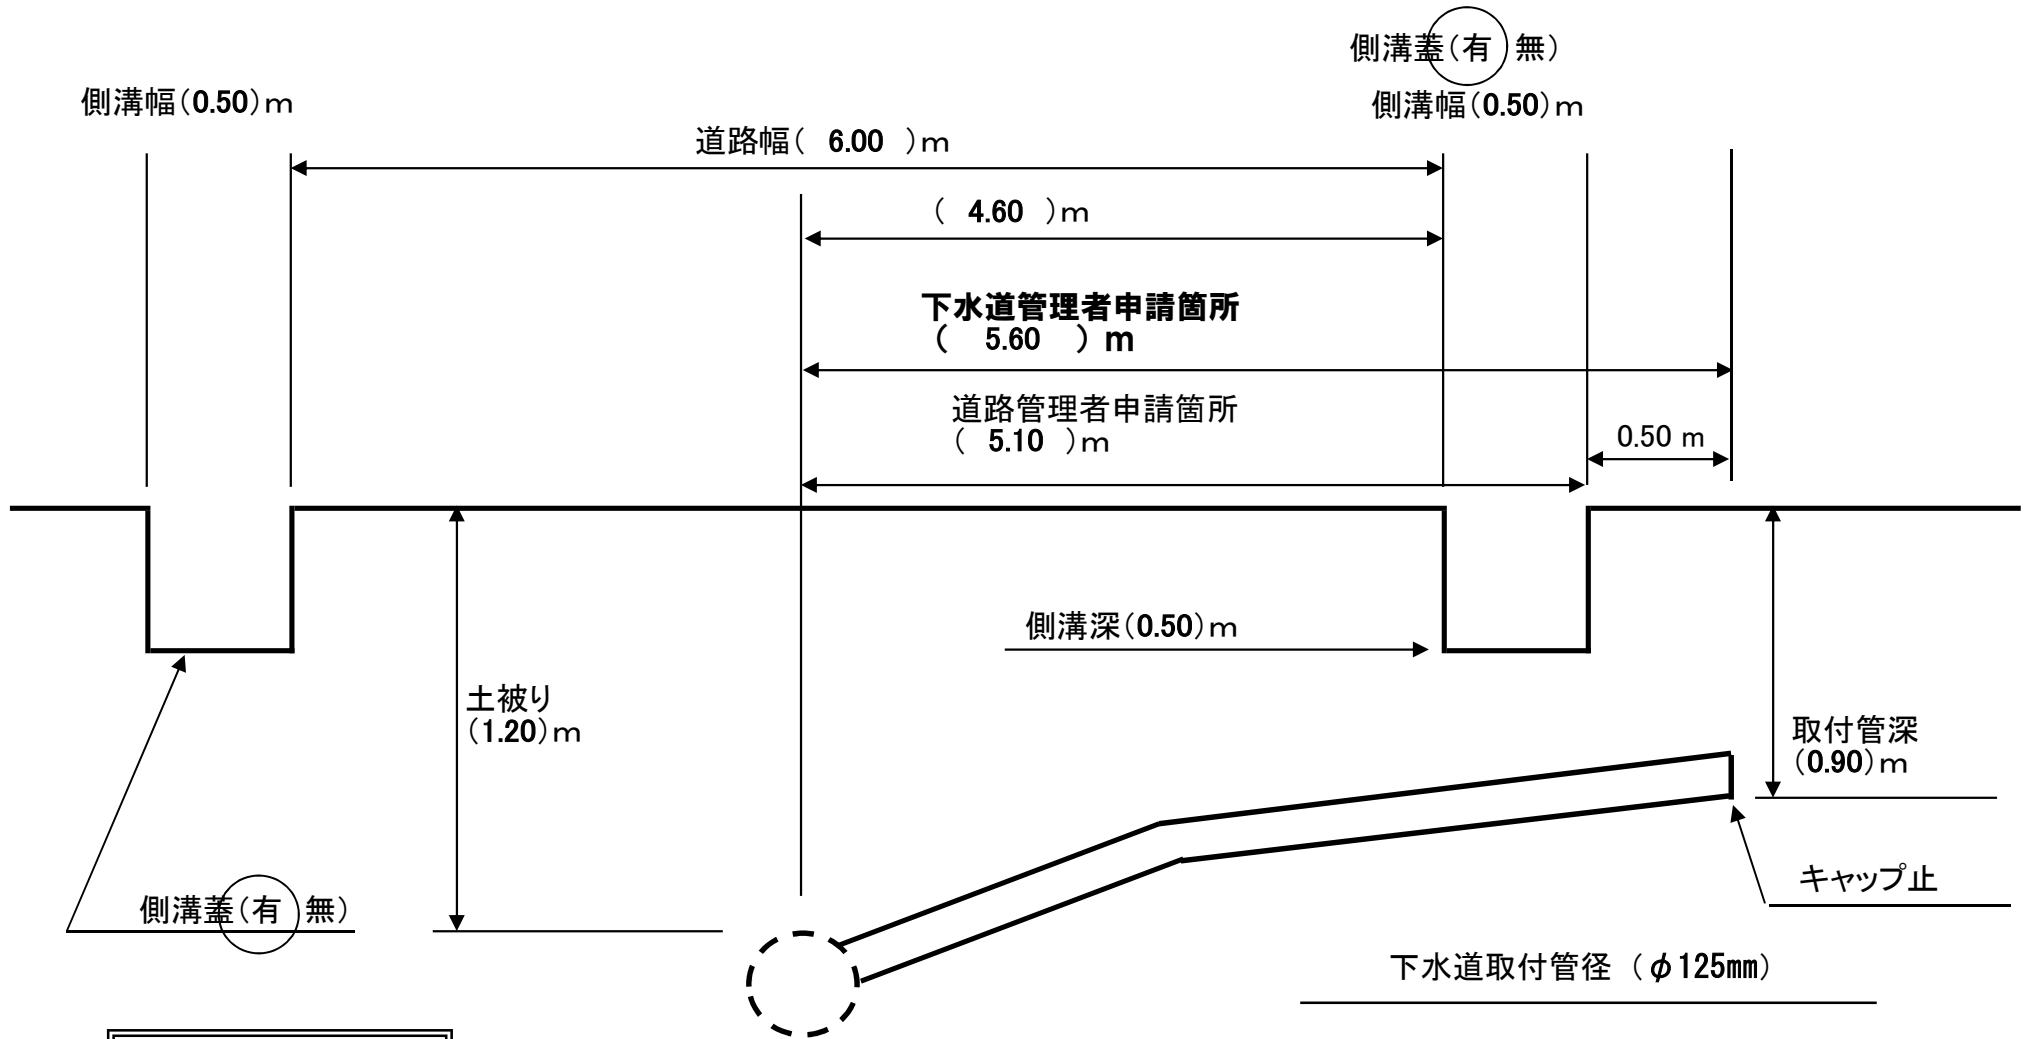 側溝蓋(有 無)
側溝幅(0.50)m
側溝幅(0.50)m
道路幅( 6.00 )m
( 4.60 )m
下水道管理者申請箇所
( 5.60 )m
道路管理者申請箇所
( 5.10 )m
0.50 m
側溝深(0.50)m
土被り
(1.20)m
取付管深
(0.90)m
キャップ止
側溝蓋(有 無)
下水道取付管径 (φ125㎜)